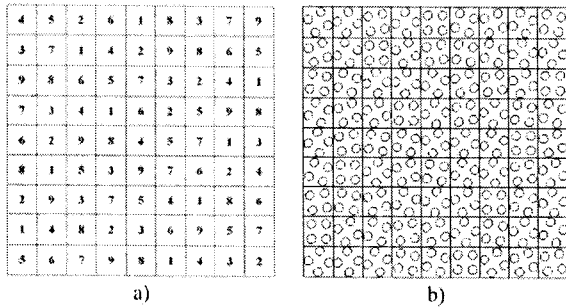 4 5 2 6 1 8 3 7 9
3 7 1 4 2 9 8 6 5
9 8 6 5 7 3 2 4 1
7 3 4 1 6 2 5 9 8
6 2 9 8 4 5 7 1 3
8 1 5 3 9 7 6 2 4
2 9 3 7 5 4 1 8 6
1 4 8 2 3 6 9 5 7
5 6 7 9 8 1 4 3 2
a) b)